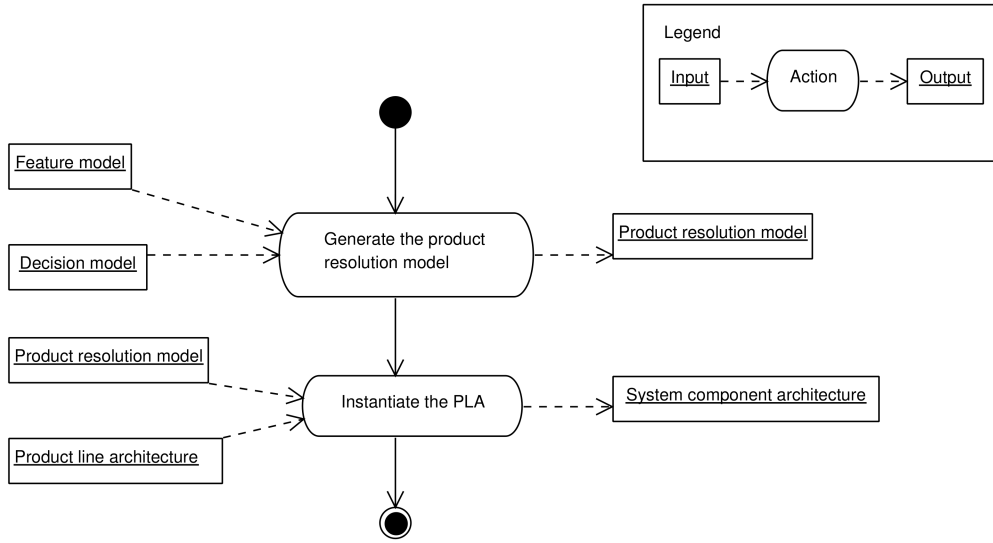 Legend
Input
Action
Output
Feature model
Generate the product
resolution model
Product resolution model
Decision model
Product resolution model
Instantiate the PLA
System component architecture
Product line architecture